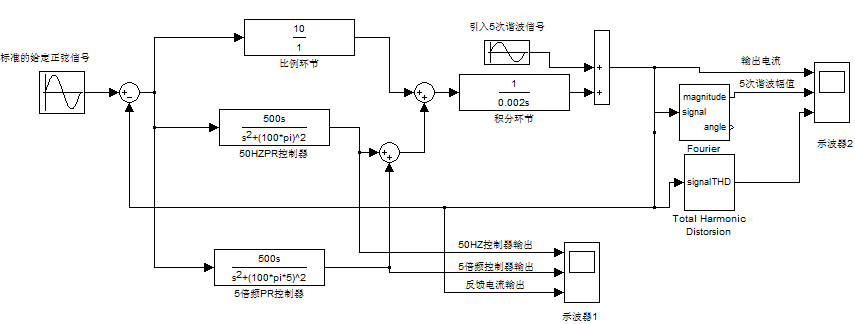 标准的给定正弦信号
10
1
比例环节
500s
s2+(100*pi)^2
50HZPR控制器
500s
s2+(100*pi*5)^2
5倍频PR控制器
引入5次谐波信号
1
0.002s
积分环节
输出电流
5次谐波幅值
magnitude
signal
angle
Fourier
示波器2
signalTHD
Total Harmonic
Distorsion
50HZ控制器输出
5倍频控制器输出
反馈电流输出
示波器1